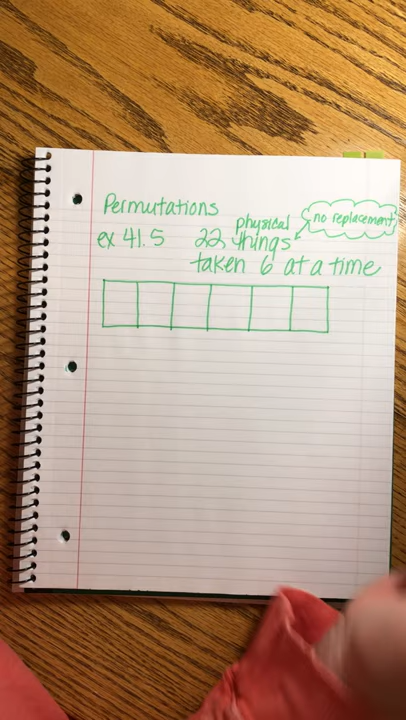 Permutations
ex 41.5 22 physical things
no replacement
taken 6 at a time